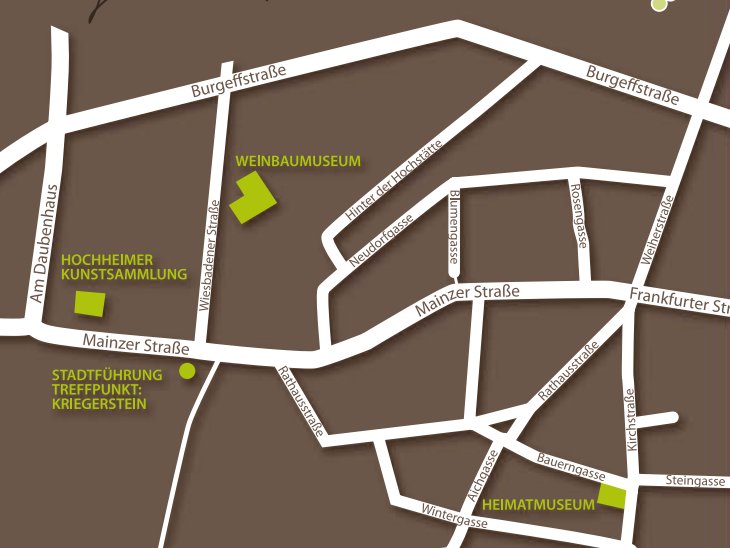 Burgeffstraße
Burgeffstraße
WEINBAUMUSEUM
Hinter der Hochstätte
Am Daubenhaus
Wiesbadener Straße
Neudorfgasse
Blumengasse
Rosengasse
Weiherstraße
HOCHHEIMER
KUNSTSAMMLUNG
Mainzer Straße
Frankfurter Str
Mainzer Straße
STADTFÜHRUNG
TREFFPUNKT:
KRIEGERSTEIN
Rathausstraße
Rathausstraße
Kirchstraße
Aichgasse
Bauerngasse
Steingasse
HEIMATMUSEUM
Wintergasse